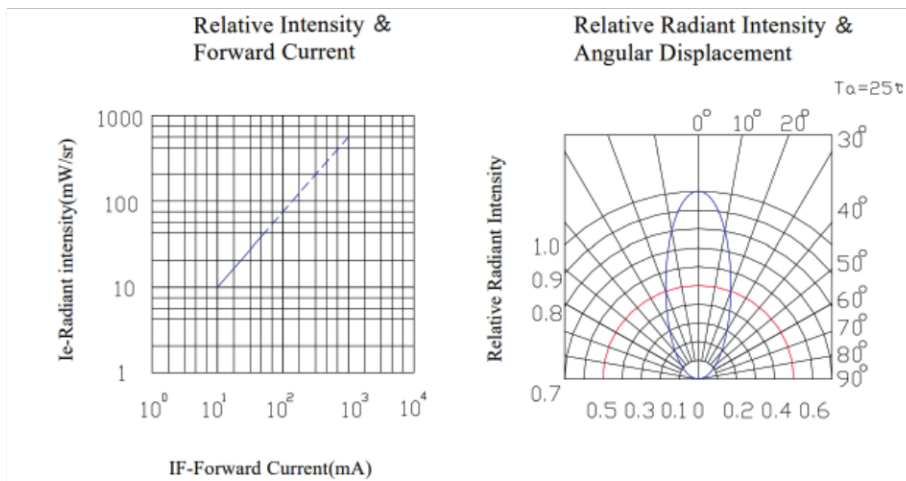 Relative Intensity &
Forward Current
1000
100
10
1
10⁰ 10¹ 10² 10³ 10⁴
Ie-Radiant intensity(mW/sr)
IF-Forward Current(mA)
Relative Radiant Intensity &
Angular Displacement
Ta=25℃
0° 10° 20°
30°
40°
50°
60°
70°
80°
90°
1.0
0.9
0.8
0.7
0.5 0.3 0.1 0 0.2 0.4 0.6
Relative Radiant Intensity